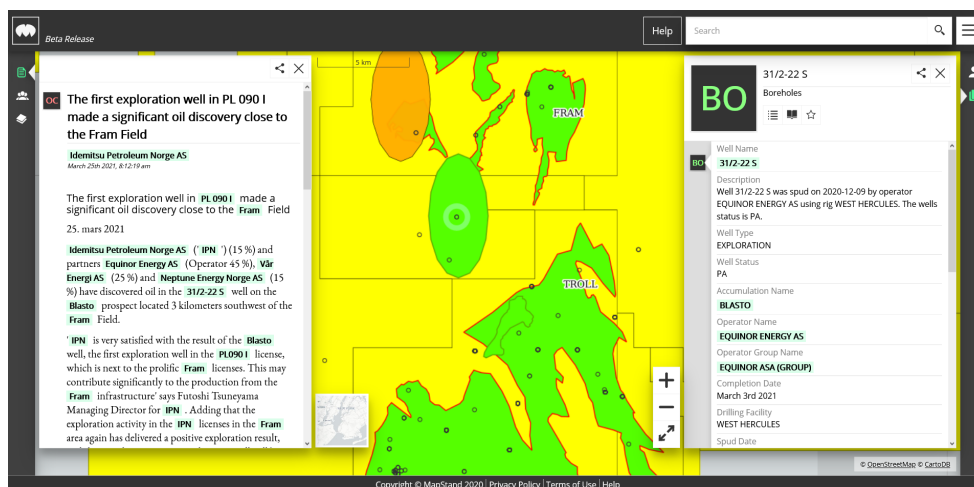 Beta Release
Help
Search
5 km
FRAM
TROLL
OC
The first exploration well in PL 090 I
made a significant oil discovery close to
the Fram Field
Idemitsu Petroleum Norge AS
March 25th 2021, 8:12:19 am
The first exploration well in PL 090 I made a
significant oil discovery close to the Fram Field
25. mars 2021
Idemitsu Petroleum Norge AS (' IPN ') (15 %) and
partners Equinor Energy AS (Operator 45 %), Vår
Energi AS (25 %) and Neptune Energy Norge AS (15
%) have discovered oil in the 31/2-22 S well on the
Blasto prospect located 3 kilometers southwest of the
Fram Field.
' IPN is very satisfied with the result of the Blasto
well, the first exploration well in the PL090 I license,
which is next to the prolific Fram licenses. This may
contribute significantly to the production from the
Fram infrastructure' says Futoshi Tsuneyama
Managing Director for IPN . Adding that the
exploration activity in the IPN licenses in the Fram
area again has delivered a positive exploration result,
BO
31/2-22 S
Boreholes
BO
Well Name
31/2-22 S
Description
Well 31/2-22 S was spud on 2020-12-09 by operator
EQUINOR ENERGY AS using rig WEST HERCULES. The wells
status is PA.
Well Type
EXPLORATION
Well Status
PA
Accumulation Name
BLASTO
Operator Name
EQUINOR ENERGY AS
Operator Group Name
EQUINOR ASA (GROUP)
Completion Date
March 3rd 2021
Drilling Facility
WEST HERCULES
Spud Date
© OpenStreetMap © CartoDB
Copyright © MapStand 2020 | Privacy Policy | Terms of Use | Help